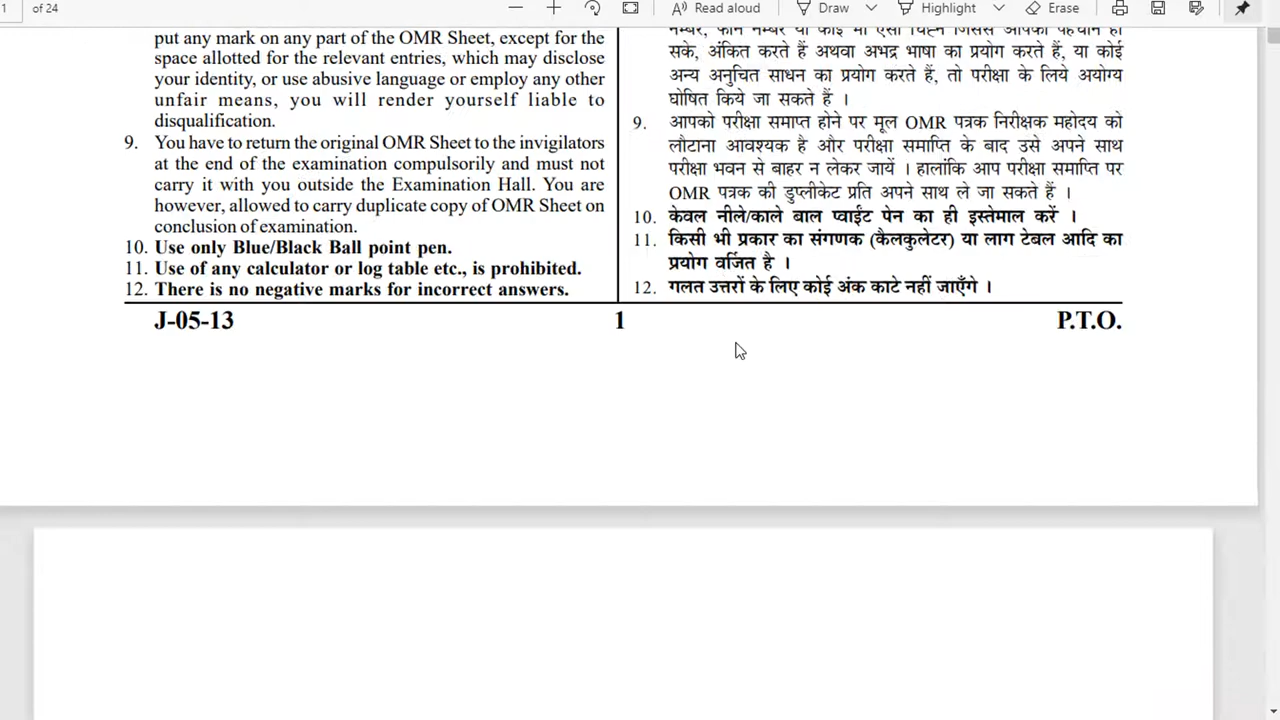 1 of 24 Read aloud Draw Highlight Erase
put any mark on any part of the OMR Sheet, except for the
space allotted for the relevant entries, which may disclose
your identity, or use abusive language or employ any other
unfair means, you will render yourself liable to
disqualification.
9. You have to return the original OMR Sheet to the invigilators
at the end of the examination compulsorily and must not
carry it with you outside the Examination Hall. You are
however, allowed to carry duplicate copy of OMR Sheet on
conclusion of examination.
10. Use only Blue/Black Ball point pen.
11. Use of any calculator or log table etc., is prohibited.
12. There is no negative marks for incorrect answers.
नम्बर, फोन नम्बर या कोई भी ऐसा चिह्न जिससे आपकी पहचान हो
सके, अंकित करते हैं अथवा अभद्र भाषा का प्रयोग करते हैं, या कोई
अन्य अनुचित साधन का प्रयोग करते हैं, तो परीक्षा के लिये अयोग्य
घोषित किये जा सकते हैं ।
9. आपको परीक्षा समाप्त होने पर मूल OMR पत्रक निरीक्षक महोदय को
लौटाना आवश्यक है और परीक्षा समाप्ति के बाद उसे अपने साथ
परीक्षा भवन से बाहर न लेकर जायें । हालांकि आप परीक्षा समाप्ति पर
OMR पत्रक की डुप्लीकेट प्रति अपने साथ ले जा सकते हैं ।
10. केवल नीले/काले बाल प्वाईंट पेन का ही इस्तेमाल करें ।
11. किसी भी प्रकार का संगणक (कैलकुलेटर) या लाग टेबल आदि का
प्रयोग वर्जित है ।
12. गलत उत्तरों के लिए कोई अंक काटे नहीं जाएँगे ।
J-05-13 1 P.T.O.